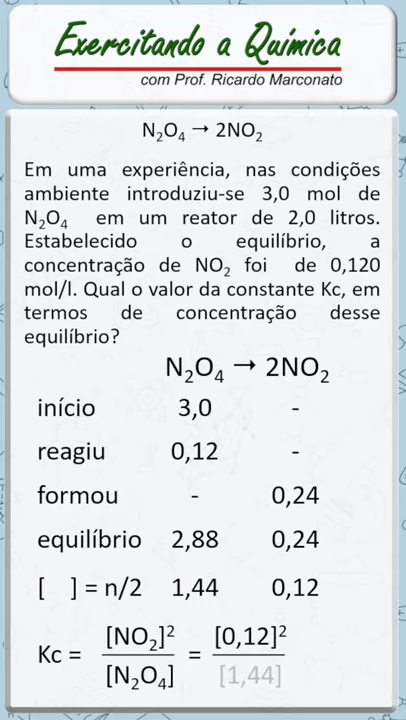 Exercitando a Química
com Prof. Ricardo Marconato
N₂O₄ → 2NO₂
Em uma experiência, nas condições
ambiente introduziu-se 3,0 mol de
N₂O₄ em um reator de 2,0 litros.
Estabelecido o equilíbrio, a
concentração de NO₂ foi de 0,120
mol/l. Qual o valor da constante Kc, em
termos de concentração desse
equilíbrio?
N₂O₄ → 2NO₂
início 3,0 -
reagiu 0,12 -
formou - 0,24
equilíbrio 2,88 0,24
[ ] = n/2 1,44 0,12
Kc = [NO₂]² / [N₂O₄] = [0,12]² / [1,44]